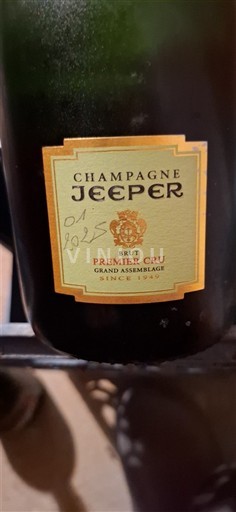 CHAMPAGNE
JEEPER
01
2025
BRUT
PREMIER CRU
GRAND ASSEMBLAGE
SINCE 1949